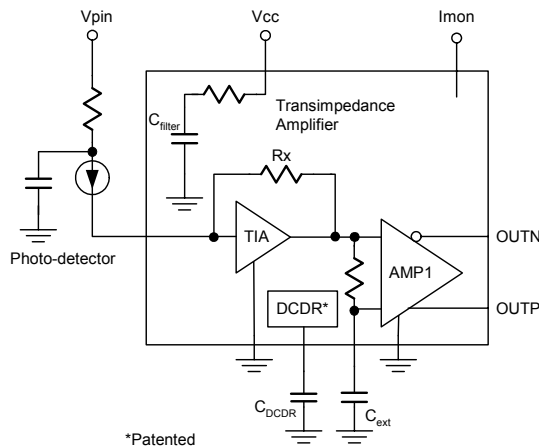 Vpin
Vcc
Imon
Transimpedance
Amplifier
Cfilter
Rx
TIA
OUTN
Photo-detector
AMP1
DCDR*
OUTP
CDCDR
Cext
*Patented